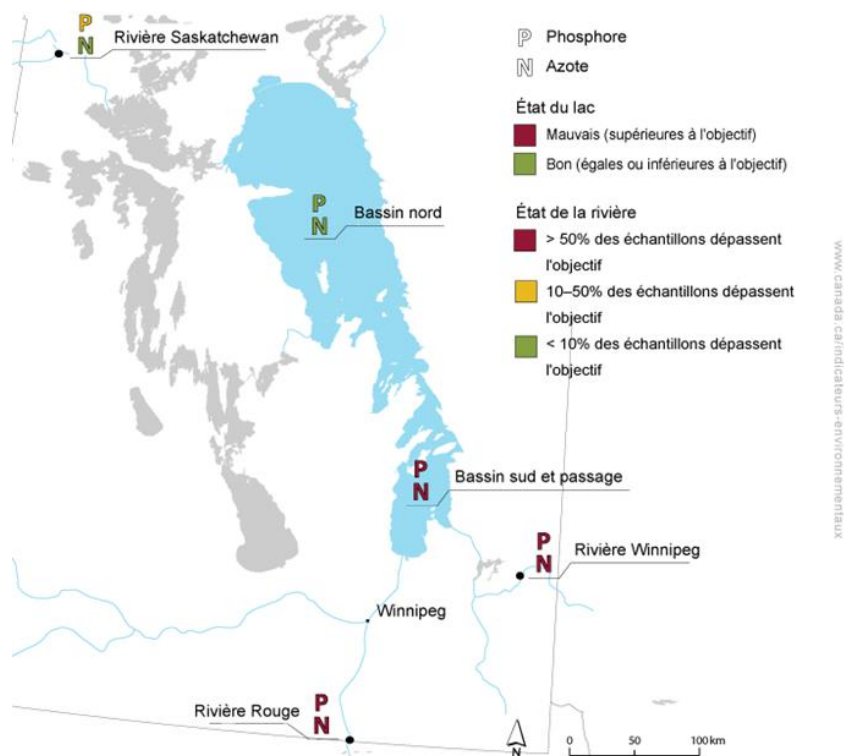 P
N
Rivière Saskatchewan
P Phosphore
N Azote
État du lac
Mauvais (supérieures à l'objectif)
Bon (égales ou inférieures à l'objectif)
État de la rivière
> 50% des échantillons dépassent
l'objectif
10–50% des échantillons dépassent
l'objectif
< 10% des échantillons dépassent
l'objectif
P
N
Bassin nord
P
N
Bassin sud et passage
P
N
Rivière Winnipeg
Winnipeg
P
N
Rivière Rouge
N
0 50 100 km
www.canada.ca/indicateurs-environnementaux